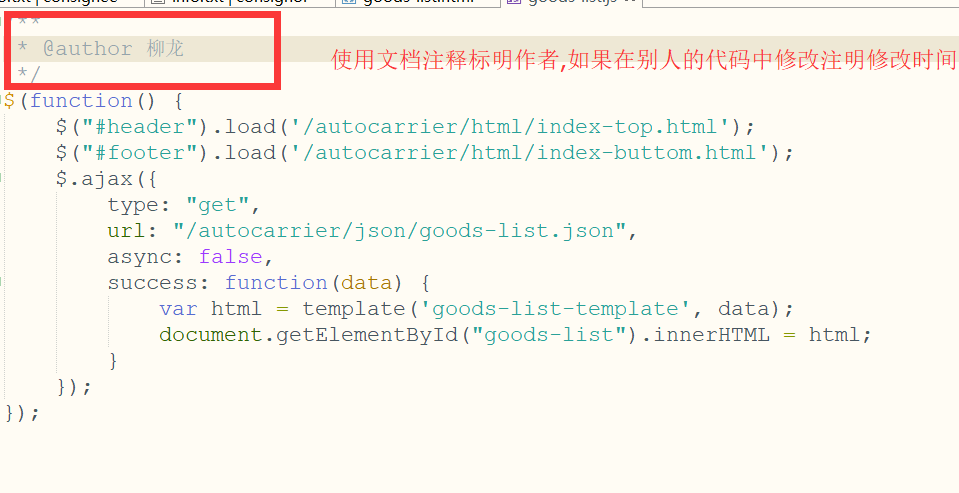 goods-list.js
**
* @author 柳龙
*/
使用文档注释标明作者,如果在别人的代码中修改注明修改时间
$(function() {
$("#header").load('/autocarrier/html/index-top.html');
$("#footer").load('/autocarrier/html/index-buttom.html');
$.ajax({
type: "get",
url: "/autocarrier/json/goods-list.json",
async: false,
success: function(data) {
var html = template('goods-list-template', data);
document.getElementById("goods-list").innerHTML = html;
}
});
});